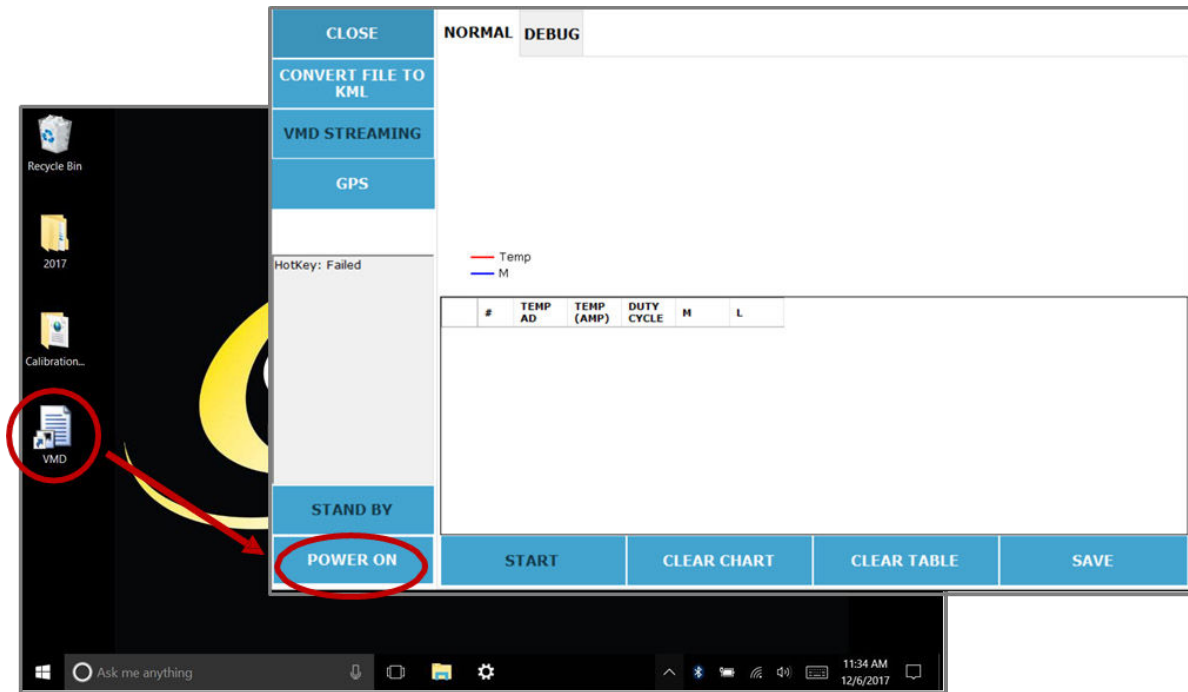 CLOSE
NORMAL DEBUG
CONVERT FILE TO
KML
VMD STREAMING
GPS
HotKey: Failed
Temp
M
# TEMP AD TEMP (AMP) DUTY CYCLE M L
STAND BY
POWER ON
START CLEAR CHART CLEAR TABLE SAVE
Recycle Bin
2017
Calibration...
VMD
Ask me anything
11:34 AM
12/6/2017